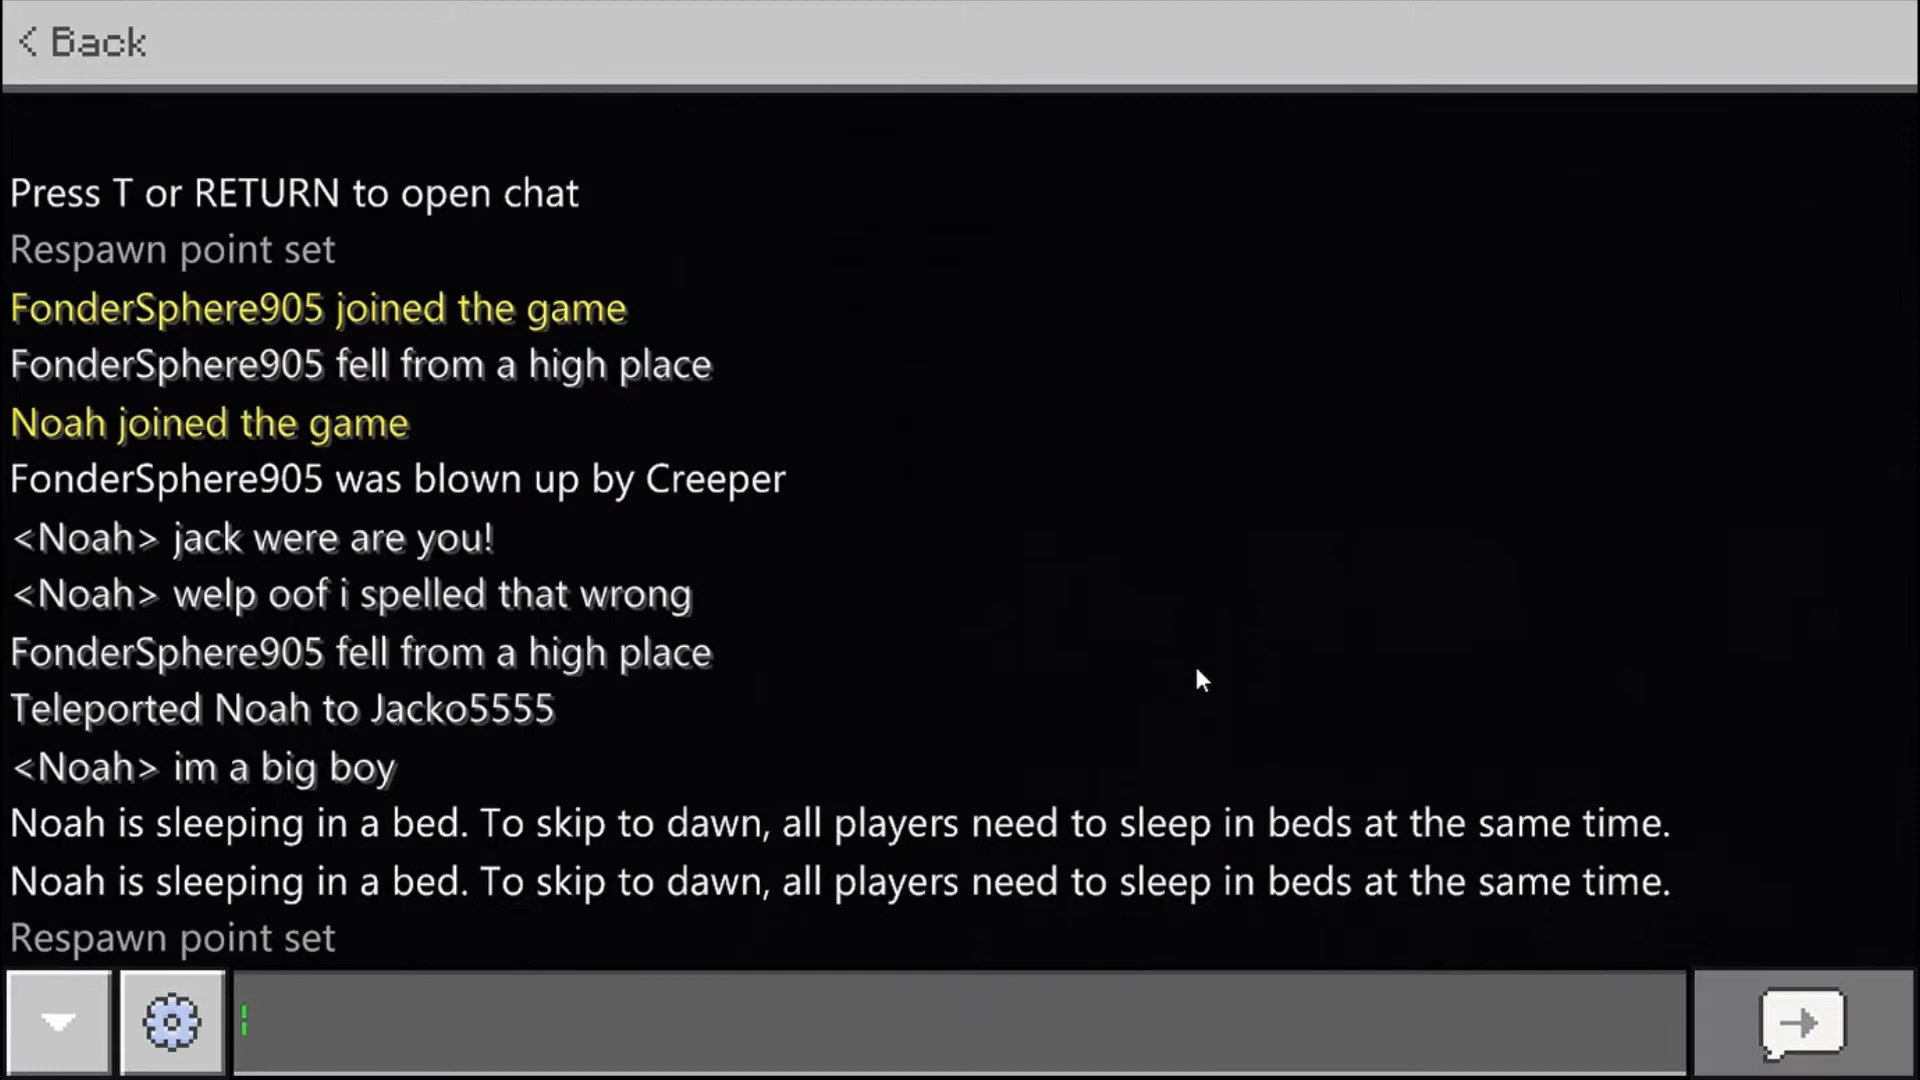 < Back
Press T or RETURN to open chat
Respawn point set
FonderSphere905 joined the game
FonderSphere905 fell from a high place
Noah joined the game
FonderSphere905 was blown up by Creeper
<Noah> jack were are you!
<Noah> welp oof i spelled that wrong
FonderSphere905 fell from a high place
Teleported Noah to Jacko5555
<Noah> im a big boy
Noah is sleeping in a bed. To skip to dawn, all players need to sleep in beds at the same time.
Noah is sleeping in a bed. To skip to dawn, all players need to sleep in beds at the same time.
Respawn point set